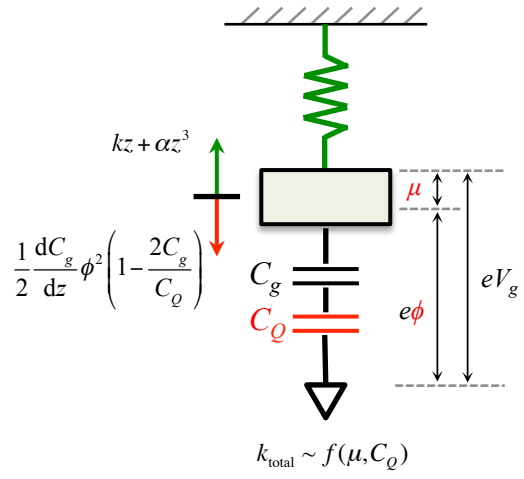 kz + αz³
μ
1/2 dC_g/dz ϕ² (1 − 2C_g/C_Q)
C_g
C_Q
eϕ
eV_g
k_total ~ f(μ,C_Q)